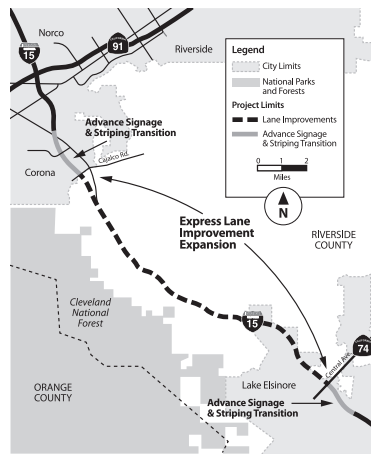 Norco
15
91
Riverside
Legend
City Limits
National Parks
and Forests
Project Limits
Lane Improvements
Advance Signage
& Striping Transition
0 1 2
Miles
N
Advance Signage
& Striping Transition
Cajalco Rd.
Corona
Express Lane
Improvement
Expansion
RIVERSIDE
COUNTY
Cleveland
National
Forest
15
74
Central Ave.
ORANGE
COUNTY
Lake Elsinore
Advance Signage
& Striping Transition